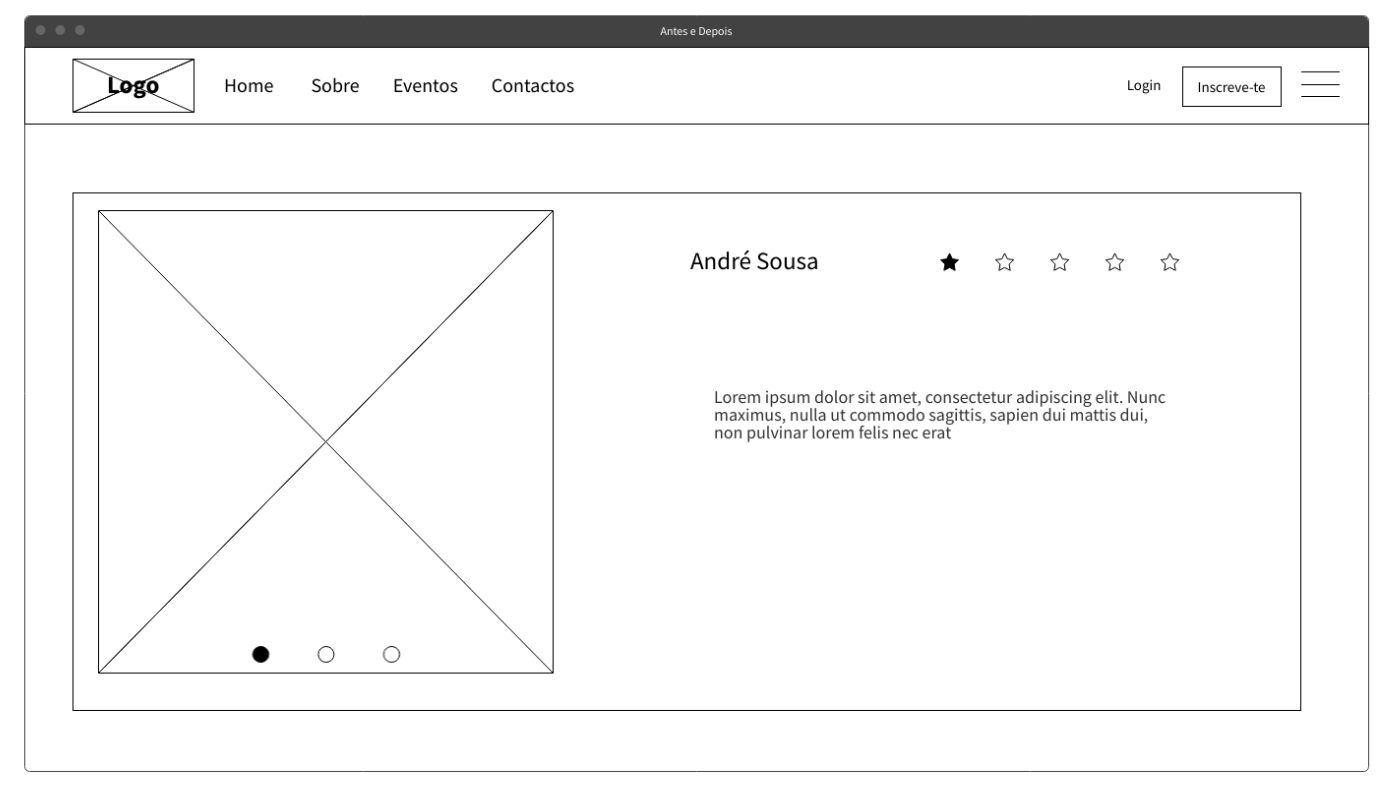 Antes e Depois
Logo
Home Sobre Eventos Contactos
Login
Inscreve-te
André Sousa
Lorem ipsum dolor sit amet, consectetur adipiscing elit. Nunc
maximus, nulla ut commodo sagittis, sapien dui mattis dui,
non pulvinar lorem felis nec erat